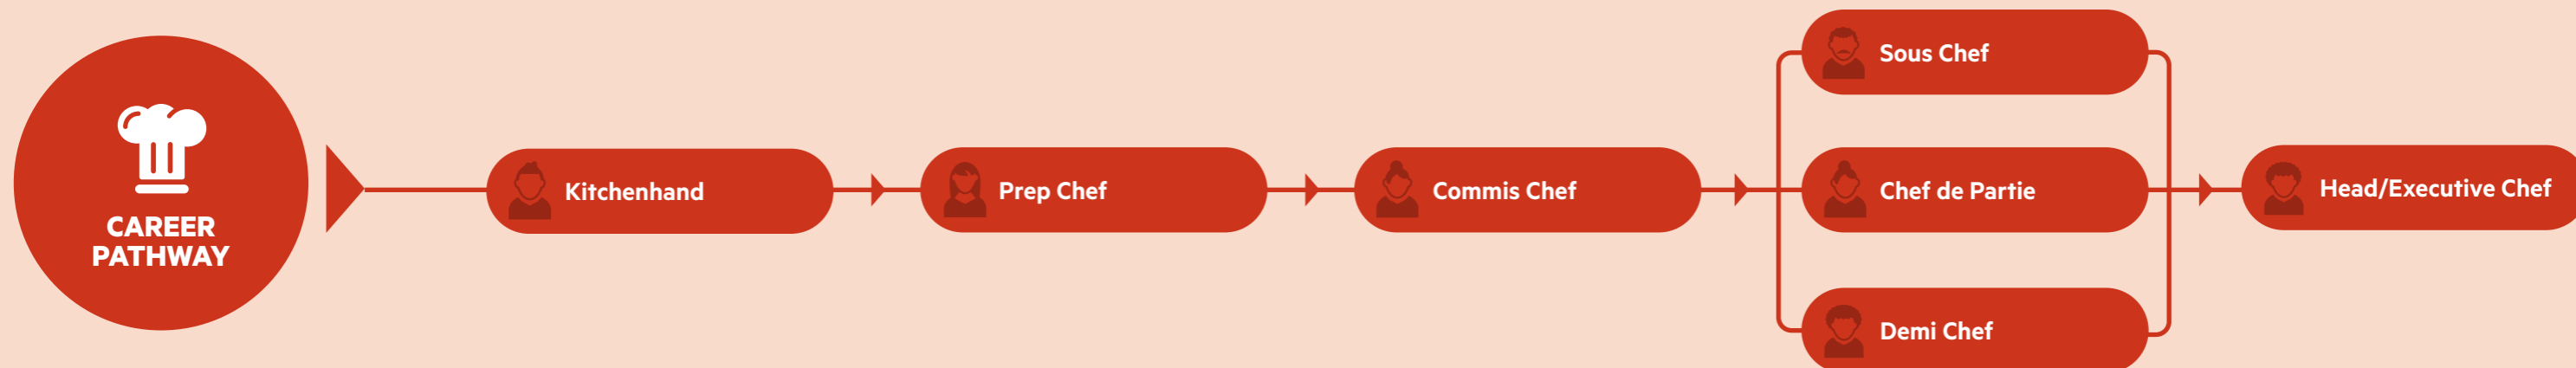 CAREER
PATHWAY
Kitchenhand
Prep Chef
Commis Chef
Sous Chef
Chef de Partie
Demi Chef
Head/Executive Chef